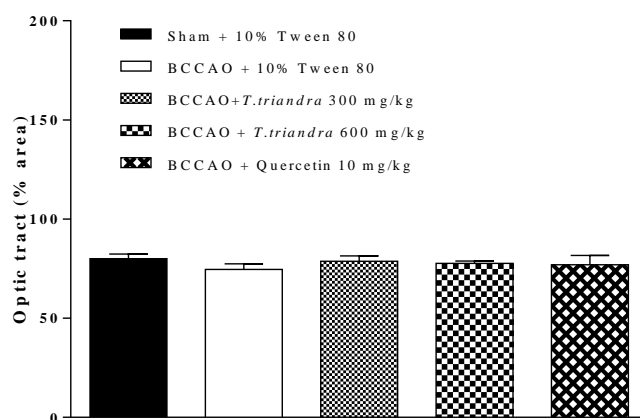 200
150
100
50
0
Optic tract (% area)
Sham + 10% Tween 80
BCCAO + 10% Tween 80
BCCAO+T.triandra 300 mg/kg
BCCAO + T.triandra 600 mg/kg
BCCAO + Quercetin 10 mg/kg